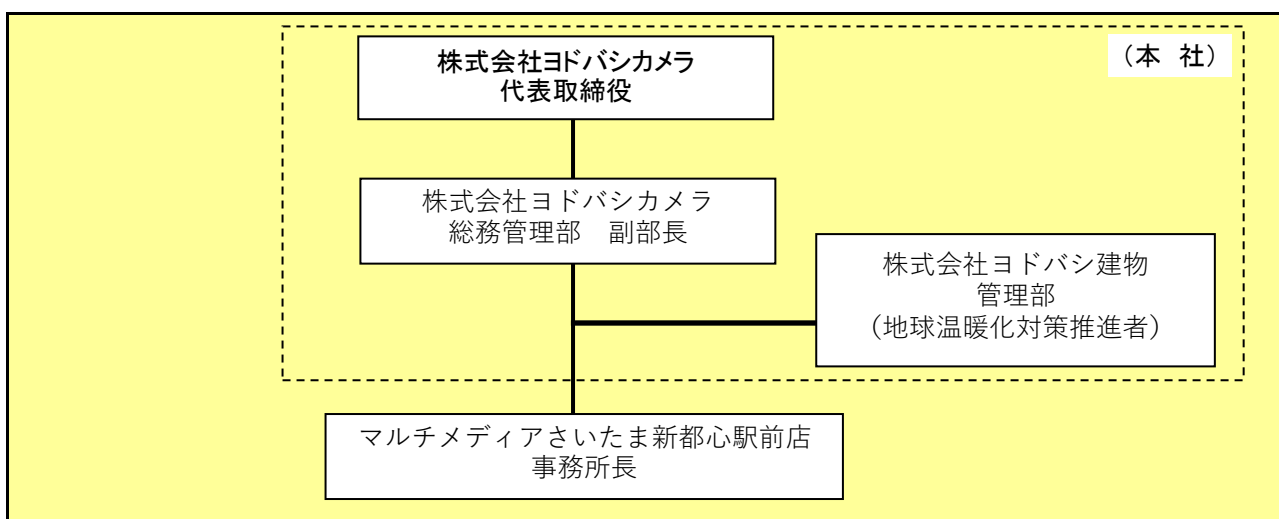 株式会社ヨドバシカメラ
代表取締役
（本　社）
株式会社ヨドバシカメラ
総務管理部　副部長
株式会社ヨドバシ建物
管理部
（地球温暖化対策推進者）
マルチメディアさいたま新都心駅前店
事務所長